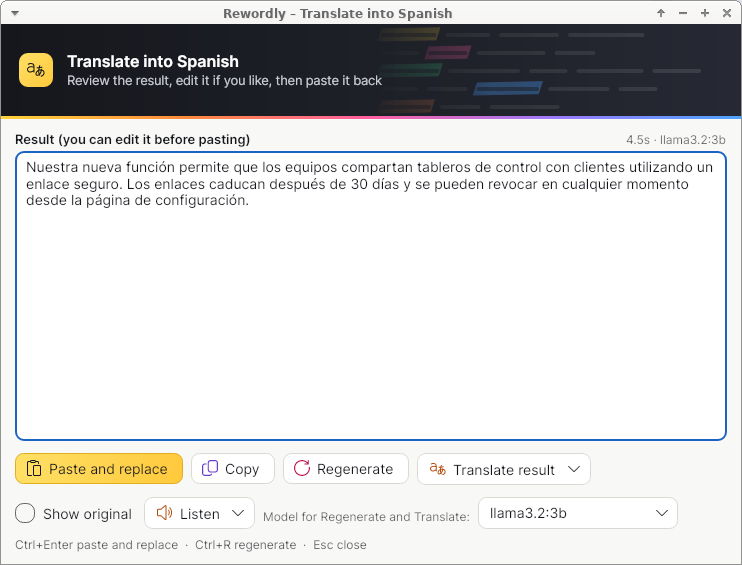 Rewordly - Translate into Spanish
Translate into Spanish
Review the result, edit it if you like, then paste it back
Result (you can edit it before pasting)
4.5s · llama3.2:3b
Nuestra nueva función permite que los equipos compartan tableros de control con clientes utilizando un
enlace seguro. Los enlaces caducan después de 30 días y se pueden revocar en cualquier momento
desde la página de configuración.
Paste and replace
Copy
Regenerate
Translate result
Show original
Listen
Model for Regenerate and Translate:
llama3.2:3b
Ctrl+Enter paste and replace · Ctrl+R regenerate · Esc close